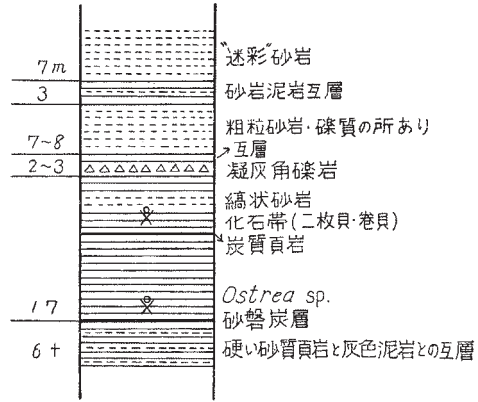 "迷彩"砂岩
7m
砂岩泥岩互層
3
粗粒砂岩·礫質の所あり
7~8
互層
2~3
凝灰角礫岩
縞状砂岩
化石帯(二枚貝·巻貝)
炭質頁岩
Ostrea sp.
17
砂磐炭層
6+
硬い砂質頁岩と灰色泥岩との互層